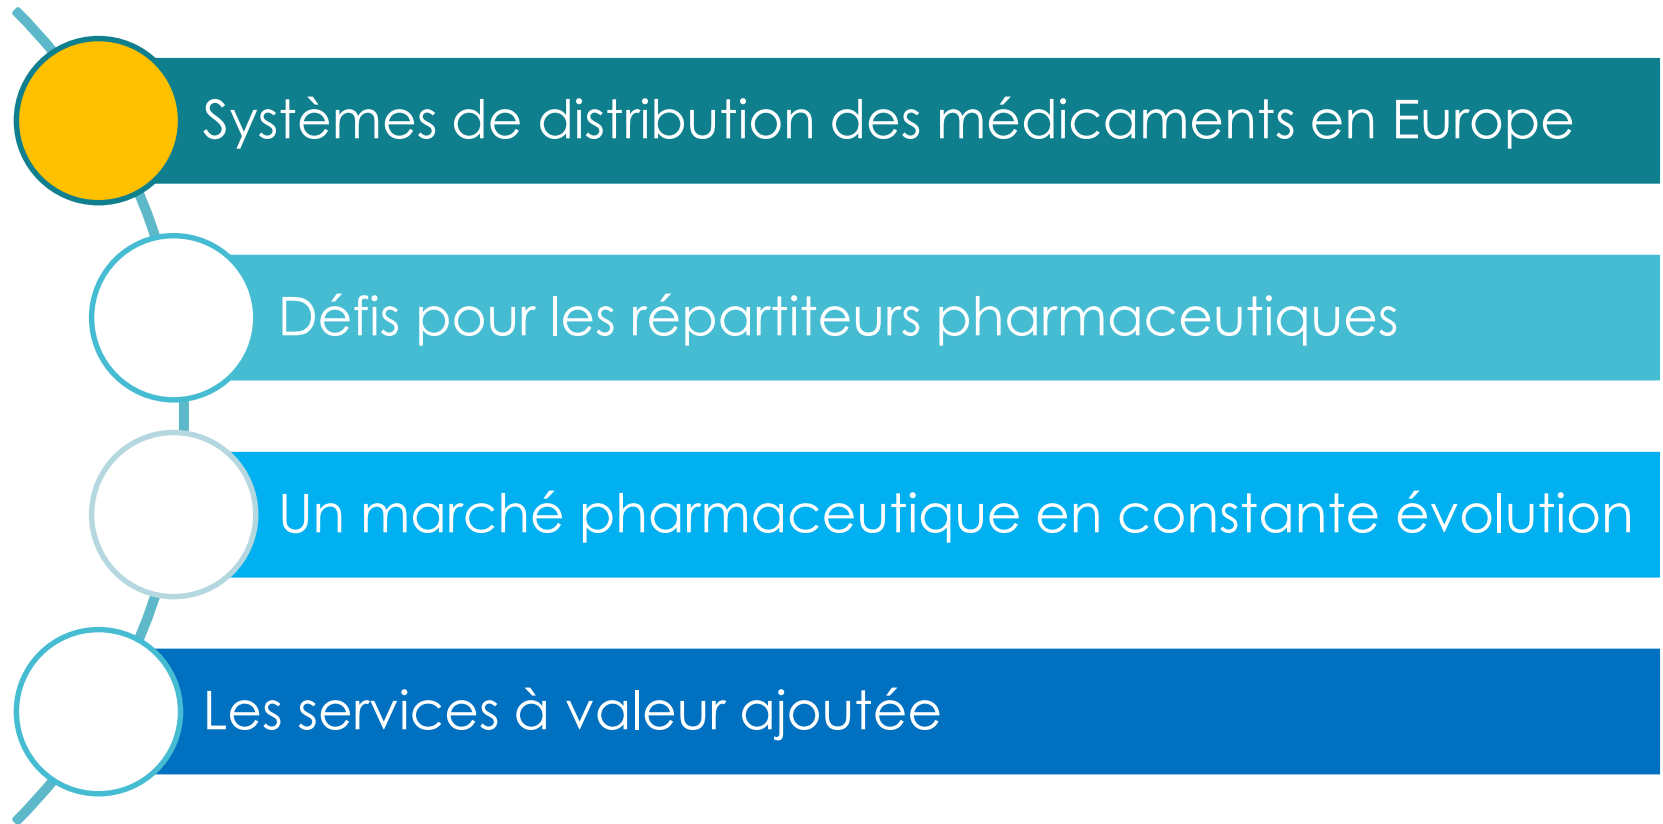 Systèmes de distribution des médicaments en Europe
Défis pour les répartiteurs pharmaceutiques
Un marché pharmaceutique en constante évolution
Les services à valeur ajoutée